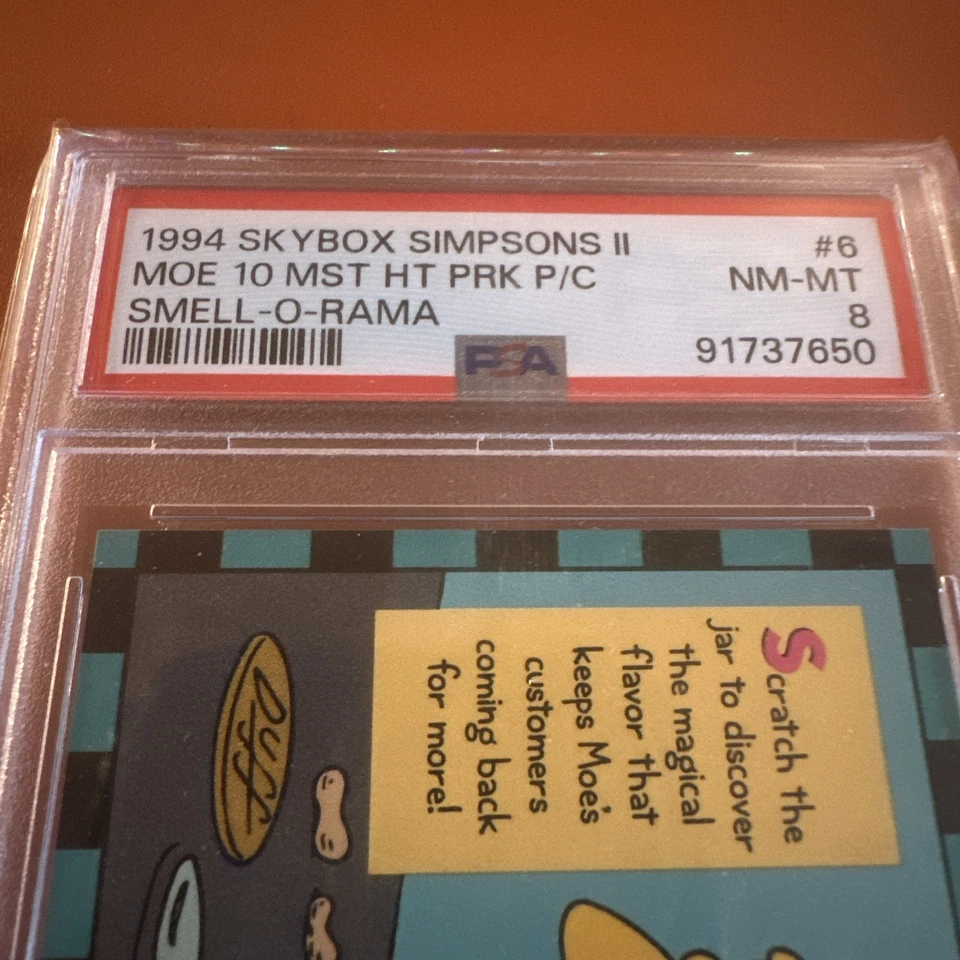 1994 SKYBOX SIMPSONS II #6
MOE 10 MST HT PRK P/C NM-MT
SMELL-O-RAMA 8
PSA 91737650
Scratch the
jar to discover
the magical
flavor that
keeps Moe's
customers
coming back
for more!
Duff